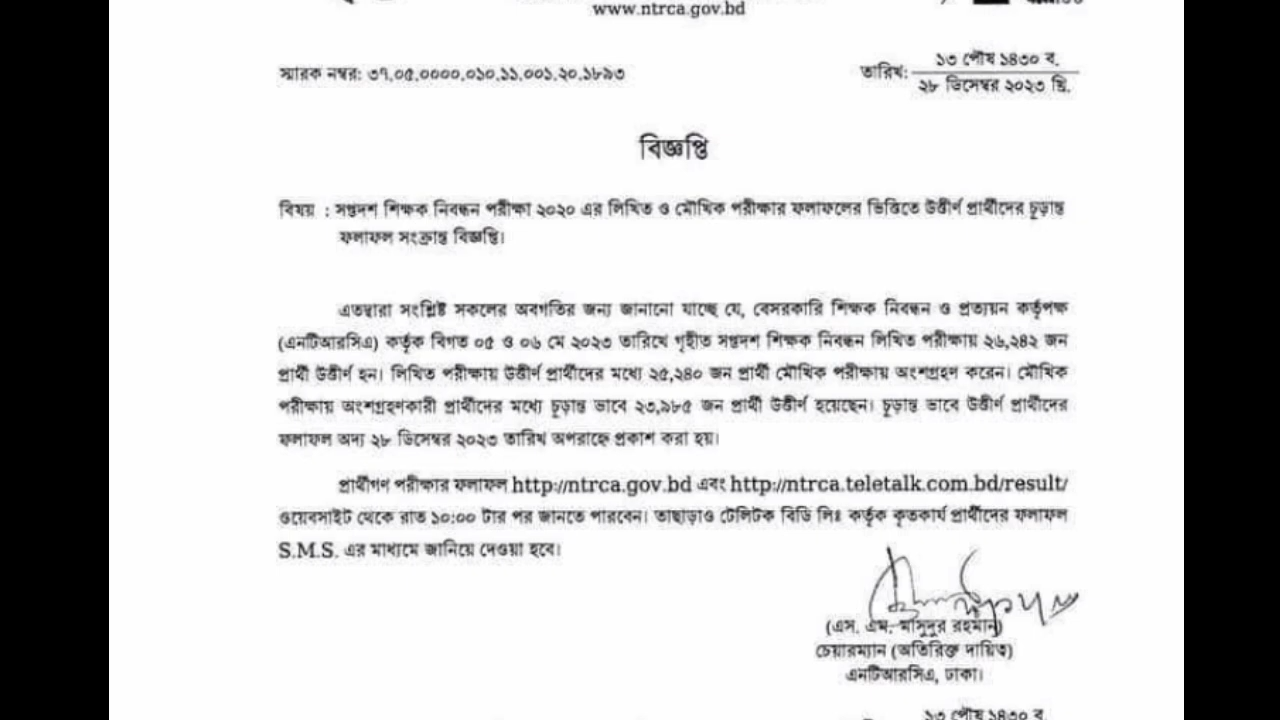 www.ntrca.gov.bd
স্মারক নম্বর: ৩৭.০৫.০০০০.০১০.১১.০০১.২০.১৮৯৩
তারিখ: ১৩ পৌষ ১৪৩০ ব.
২৮ ডিসেম্বর ২০২৩ খ্রি.
বিজ্ঞপ্তি
বিষয় : সপ্তদশ শিক্ষক নিবন্ধন পরীক্ষা ২০২০ এর লিখিত ও মৌখিক পরীক্ষার ফলাফলের ভিত্তিতে উত্তীর্ণ প্রার্থীদের চূড়ান্ত
ফলাফল সংক্রান্ত বিজ্ঞপ্তি।
এতদ্বারা সংশ্লিষ্ট সকলের অবগতির জন্য জানানো যাচ্ছে যে, বেসরকারি শিক্ষক নিবন্ধন ও প্রত্যয়ন কর্তৃপক্ষ
(এনটিআরসিএ) কর্তৃক বিগত ০৫ ও ০৬ মে ২০২৩ তারিখে গৃহীত সপ্তদশ শিক্ষক নিবন্ধন লিখিত পরীক্ষায় ২৬,২৪২ জন
প্রার্থী উত্তীর্ণ হন। লিখিত পরীক্ষায় উত্তীর্ণ প্রার্থীদের মধ্যে ২৫,২৪০ জন প্রার্থী মৌখিক পরীক্ষায় অংশগ্রহণ করেন। মৌখিক
পরীক্ষায় অংশগ্রহণকারী প্রার্থীদের মধ্যে চূড়ান্ত ভাবে ২৩,৯৮৫ জন প্রার্থী উত্তীর্ণ হয়েছেন। চূড়ান্ত ভাবে উত্তীর্ণ প্রার্থীদের
ফলাফল অদ্য ২৮ ডিসেম্বর ২০২৩ তারিখ অপরাহ্নে প্রকাশ করা হয়।
প্রার্থীগণ পরীক্ষার ফলাফল http://ntrca.gov.bd এবং http://ntrca.teletalk.com.bd/result/
ওয়েবসাইট থেকে রাত ১০:০০ টার পর জানতে পারবেন। তাছাড়াও টেলিটক বিডি লিঃ কর্তৃক কৃতকার্য প্রার্থীদের ফলাফল
S.M.S. এর মাধ্যমে জানিয়ে দেওয়া হবে।
(এস. এম. মাসুদুর রহমান)
চেয়ারম্যান (অতিরিক্ত দায়িত্ব)
এনটিআরসিএ, ঢাকা।
১৩ পৌষ ১৪৩০ ব.